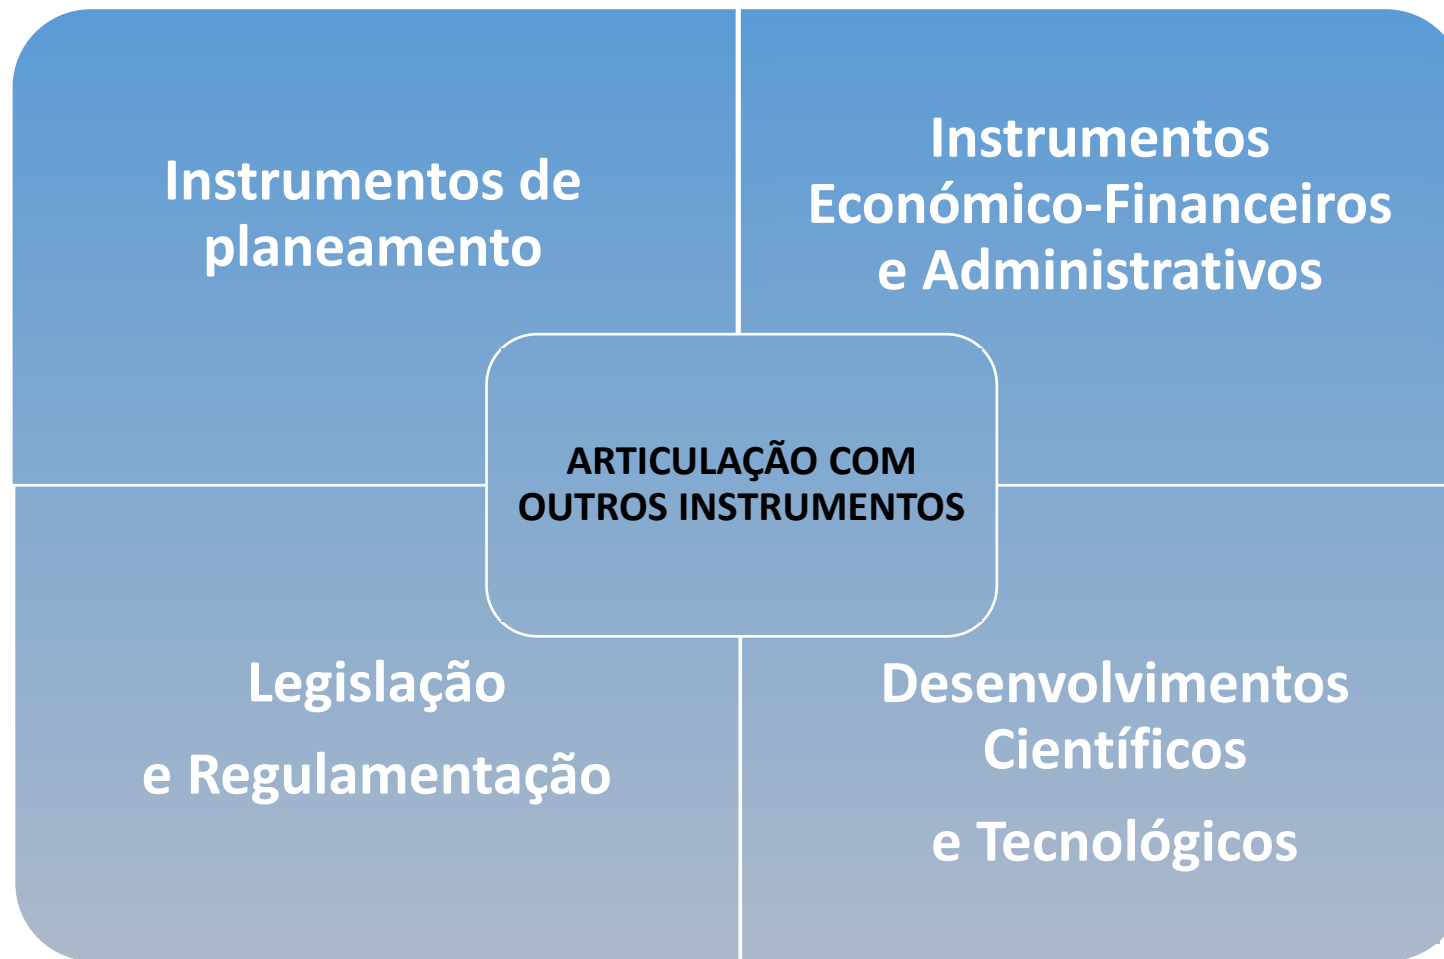 Instrumentos de
planeamento
Instrumentos
Económico-Financeiros
e Administrativos
ARTICULAÇÃO COM
OUTROS INSTRUMENTOS
Legislação
e Regulamentação
Desenvolvimentos
Científicos
e Tecnológicos